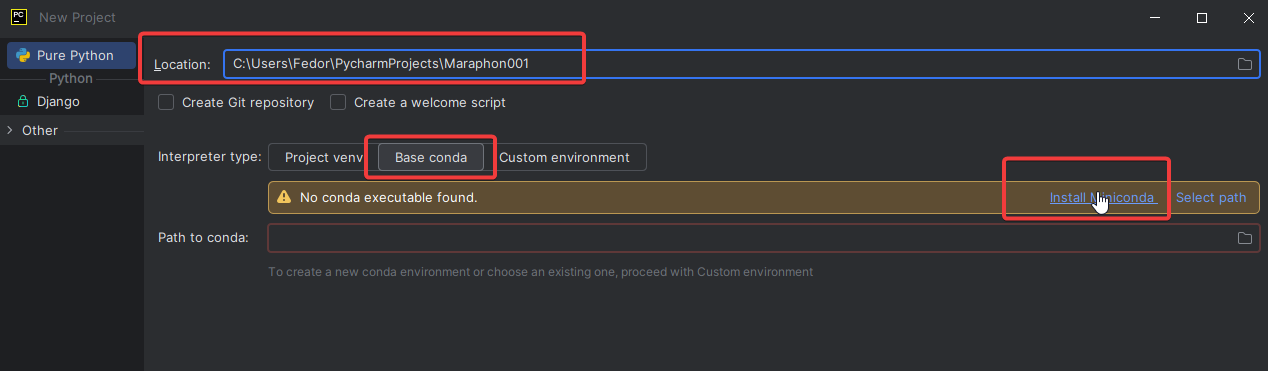 PC New Project
Pure Python
Location: C:\Users\Fedor\PycharmProjects\Maraphon001
Python
Django
Create Git repository Create a welcome script
Other
Interpreter type: Project venv Base conda Custom environment
No conda executable found. Install Miniconda Select path
Path to conda:
To create a new conda environment or choose an existing one, proceed with Custom environment